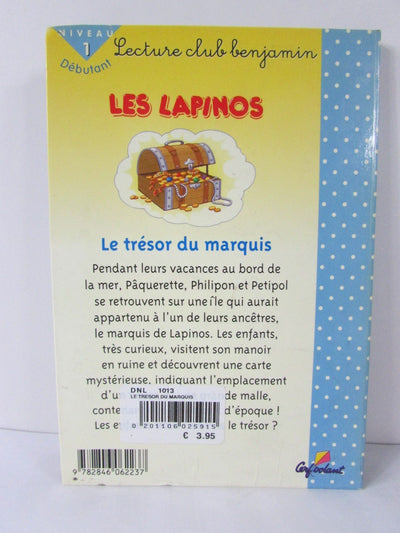 NIVEAU
1
Débutant
Lecture club benjamin
LES LAPINOS
Le trésor du marquis
Pendant leurs vacances au bord de
la mer, Pâquerette, Philipon et Petipol
se retrouvent sur une île qui aurait
appartenu à l'un de leurs ancêtres,
le marquis de Lapinos. Les enfants,
très curieux, visitent son manoir
en ruines et découvrent une carte
mystérieuse, indiquant l'emplacement
d'u de malle,
contena d'époque !
Les e le trésor ?
DNL 1013
LE TRESOR DU MARQUIS
0 201106 025915
€ 3.95
9 782846 062237
Cerf-volant